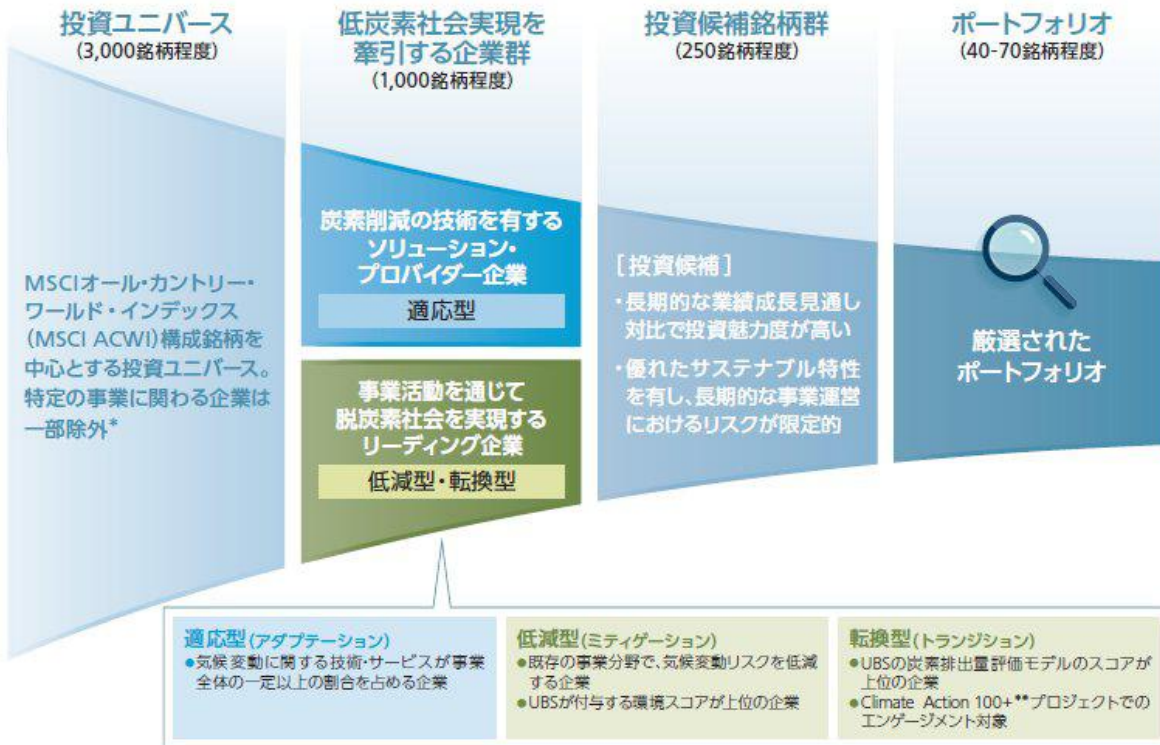 投資ユニバース
(3,000銘柄程度)
低炭素社会実現を
牽引する企業群
(1,000銘柄程度)
投資候補銘柄群
(250銘柄程度)
ポートフォリオ
(40-70銘柄程度)
MSCIオール・カントリー・
ワールド・インデックス
(MSCI ACWI)構成銘柄を
中心とする投資ユニバース。
特定の事業に関わる企業は
一部除外*
炭素削減の技術を有する
ソリューション・
プロバイダー企業
適応型
事業活動を通じて
脱炭素社会を実現する
リーディング企業
低減型・転換型
[投資候補]
・長期的な業績成長見通し
対比で投資魅力度が高い
・優れたサステナブル特性
を有し、長期的な事業運営
におけるリスクが限定的
厳選された
ポートフォリオ
適応型(アダプテーション)
●気候変動に関する技術・サービスが事業
全体の一定以上の割合を占める企業
低減型(ミティゲーション)
●既存の事業分野で、気候変動リスクを低減
する企業
●UBSが付与する環境スコアが上位の企業
転換型(トランジション)
●UBSの炭素排出量評価モデルのスコアが
上位の企業
●Climate Action 100+**プロジェクトでの
エンゲージメント対象